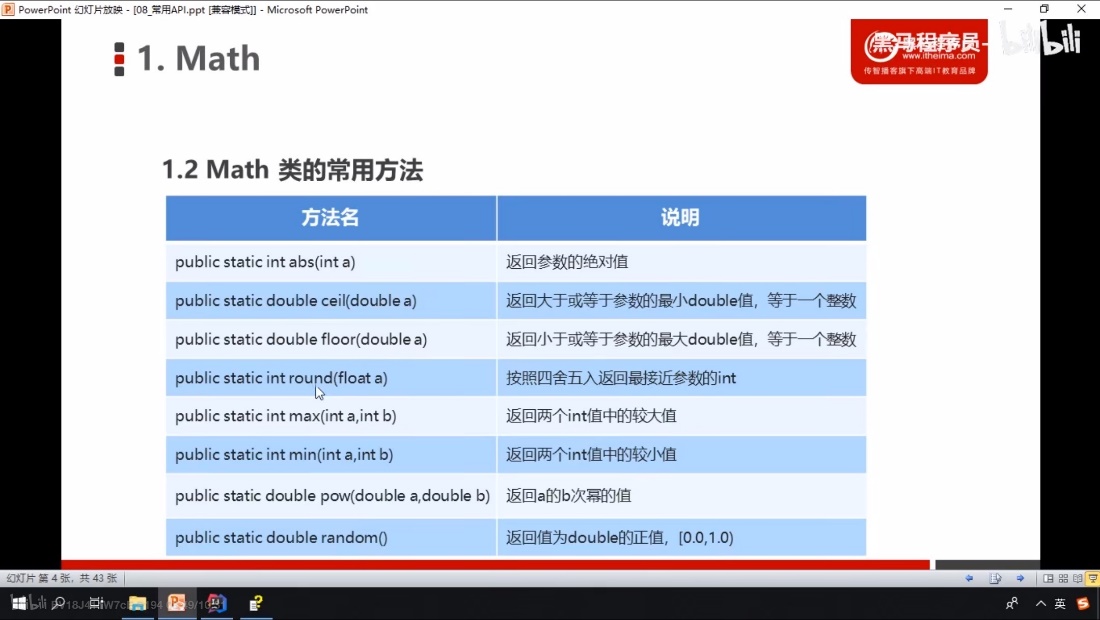 PowerPoint 幻灯片放映 - [08_常用API.ppt [兼容模式]] - Microsoft PowerPoint
1. Math
黑马程序员-
www.itheima.com
传智播客旗下高端IT教育品牌
bilibili
1.2 Math 类的常用方法
方法名 说明
public static int abs(int a) 返回参数的绝对值
public static double ceil(double a) 返回大于或等于参数的最小double值，等于一个整数
public static double floor(double a) 返回小于或等于参数的最大double值，等于一个整数
public static int round(float a) 按照四舍五入返回最接近参数的int
public static int max(int a,int b) 返回两个int值中的较大值
public static int min(int a,int b) 返回两个int值中的较小值
public static double pow(double a,double b) 返回a的b次幂的值
public static double random() 返回值为double的正值，[0.0,1.0)
幻灯片 第 4 张，共 43 张
英